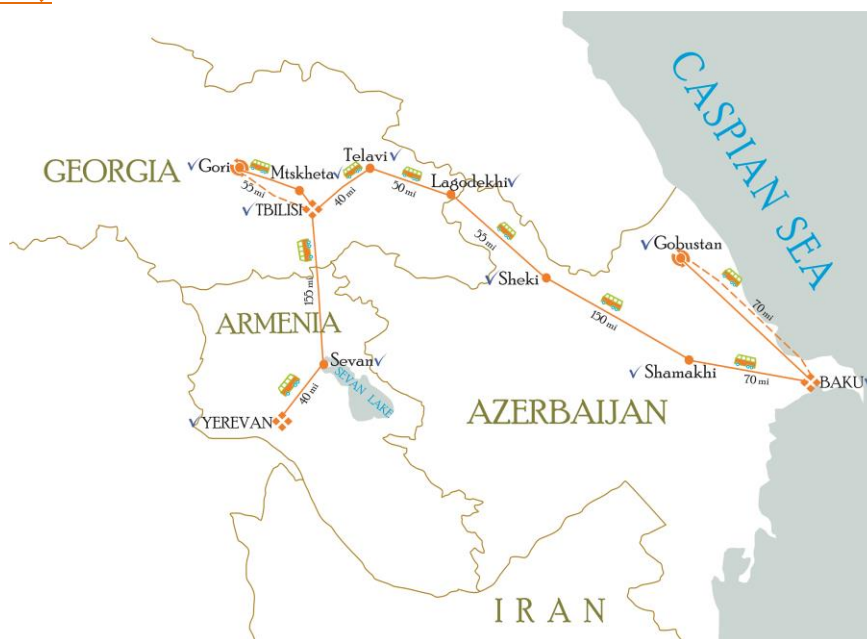 CASPIAN SEA
GEORGIA
Gori
Mtskheta
Telavi
Lagodekhi
55 mi
TBILISI
40 mi
50 mi
55 mi
Gobustan
Sheki
155 mi
150 mi
70 mi
ARMENIA
Sevan
SEVAN LAKE
40 mi
YEREVAN
Shamakhi
70 mi
BAKU
AZERBAIJAN
IRAN